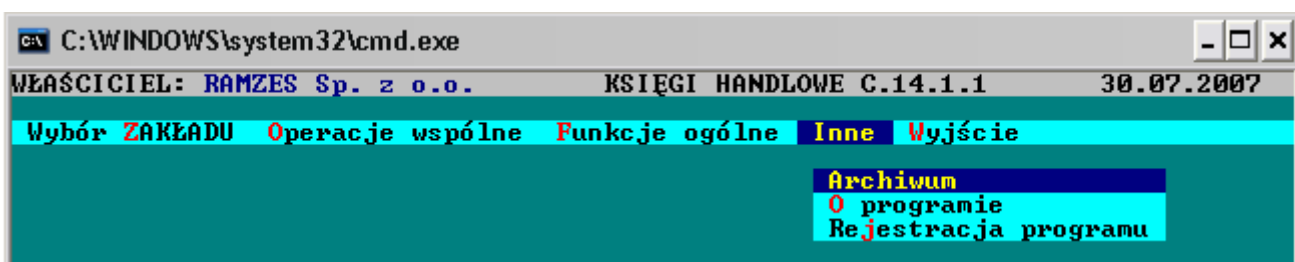 C:\WINDOWS\system32\cmd.exe
WŁAŚCICIEL: RAMZES Sp. z o.o. KSIĘGI HANDLOWE C.14.1.1 30.07.2007
Wybór ZAKŁADU Operacje wspólne Funkcje ogólne Inne Wyjście
Archiwum
O programie
Rejestracja programu